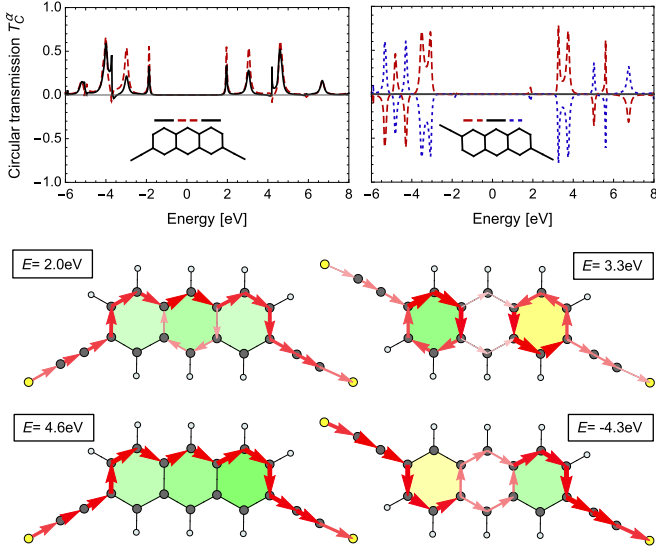 Circular transmission T_C^α
1.0
0.5
0.0
−0.5
−1.0
−6 −4 −2 0 2 4 6 8
Energy [eV]
−6 −4 −2 0 2 4 6 8
Energy [eV]
E= 2.0eV
E= 3.3eV
E= 4.6eV
E= -4.3eV